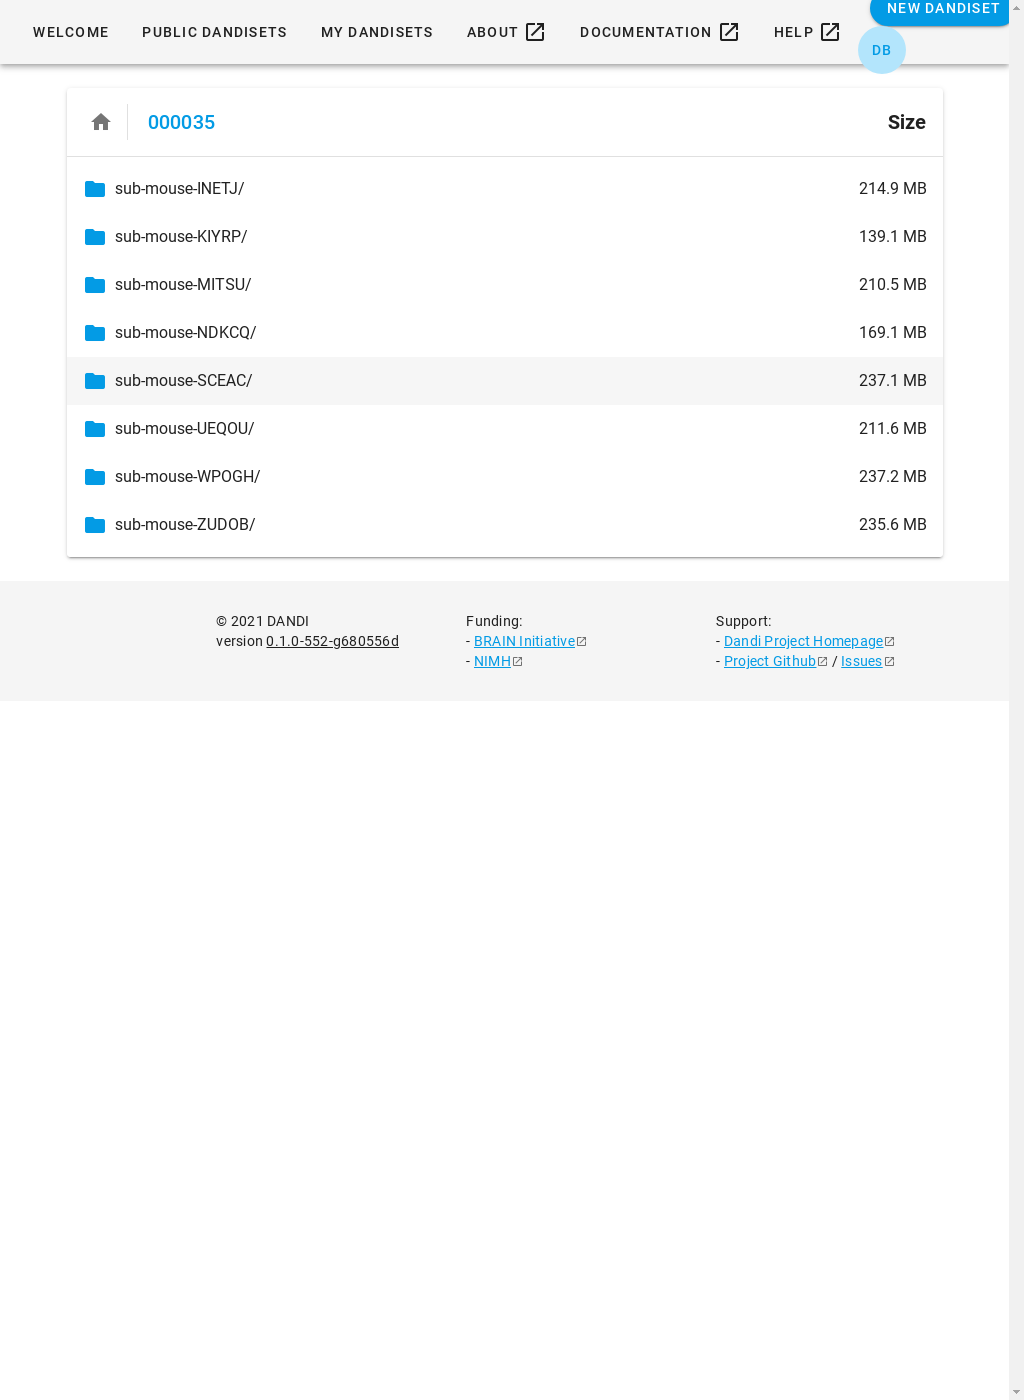 NEW DANDISET
WELCOME PUBLIC DANDISETS MY DANDISETS ABOUT DOCUMENTATION HELP
DB
000035 Size
sub-mouse-INETJ/ 214.9 MB
sub-mouse-KIYRP/ 139.1 MB
sub-mouse-MITSU/ 210.5 MB
sub-mouse-NDKCQ/ 169.1 MB
sub-mouse-SCEAC/ 237.1 MB
sub-mouse-UEQOU/ 211.6 MB
sub-mouse-WPOGH/ 237.2 MB
sub-mouse-ZUDOB/ 235.6 MB
© 2021 DANDI
version 0.1.0-552-g680556d
Funding:
- BRAIN Initiative
- NIMH
Support:
- Dandi Project Homepage
- Project Github / Issues